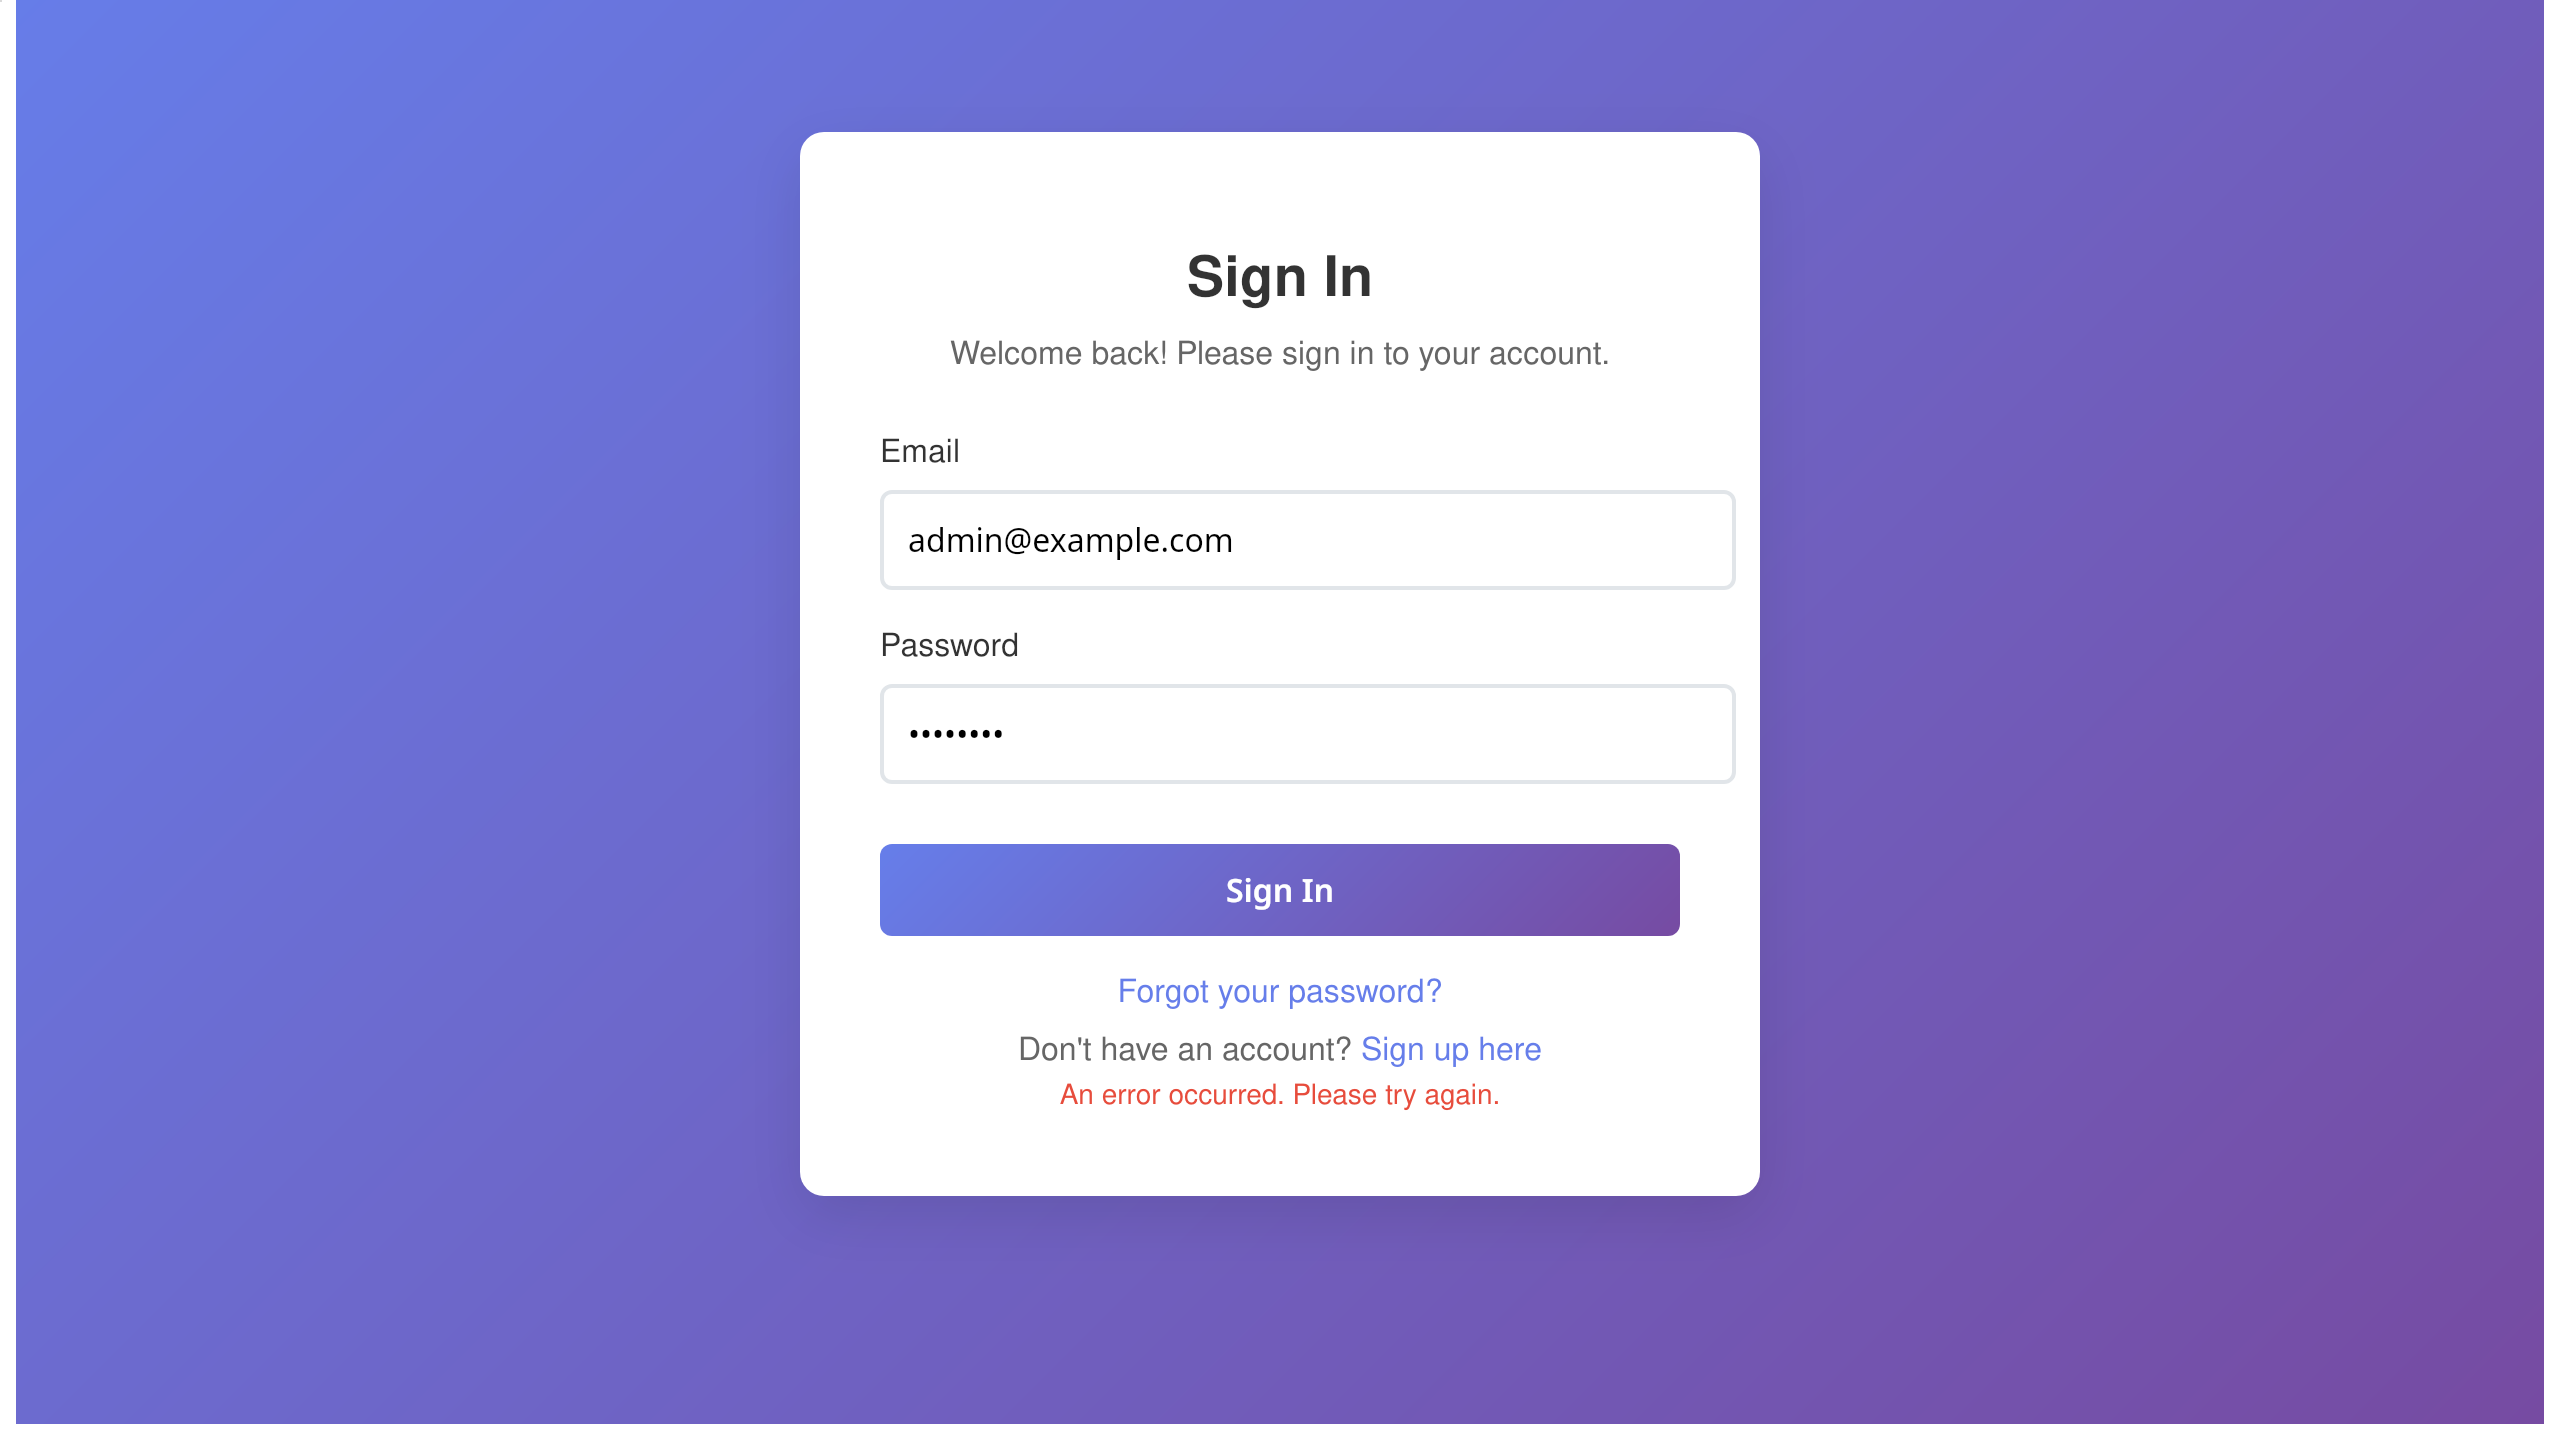 Sign In
Welcome back! Please sign in to your account.
Email
admin@example.com
Password
••••••••
Sign In
Forgot your password?
Don't have an account? Sign up here
An error occurred. Please try again.